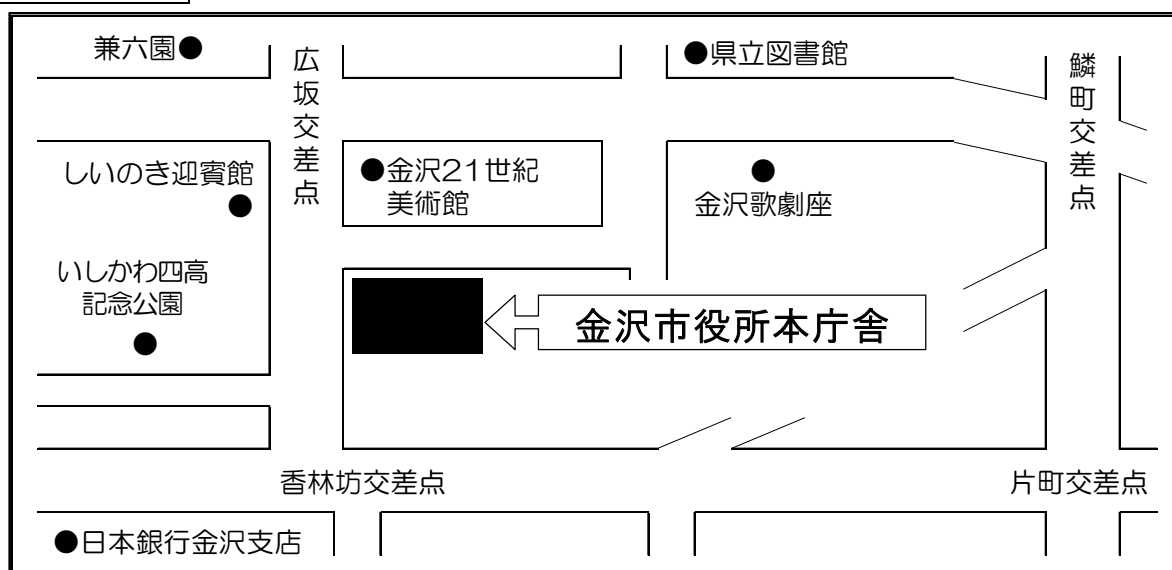 兼六園●
広坂交差点
●県立図書館
鱗町交差点
しいのき迎賓館
●
●金沢21世紀
美術館
●
金沢歌劇座
いしかわ四高
記念公園
●
金沢市役所本庁舎
香林坊交差点
片町交差点
●日本銀行金沢支店